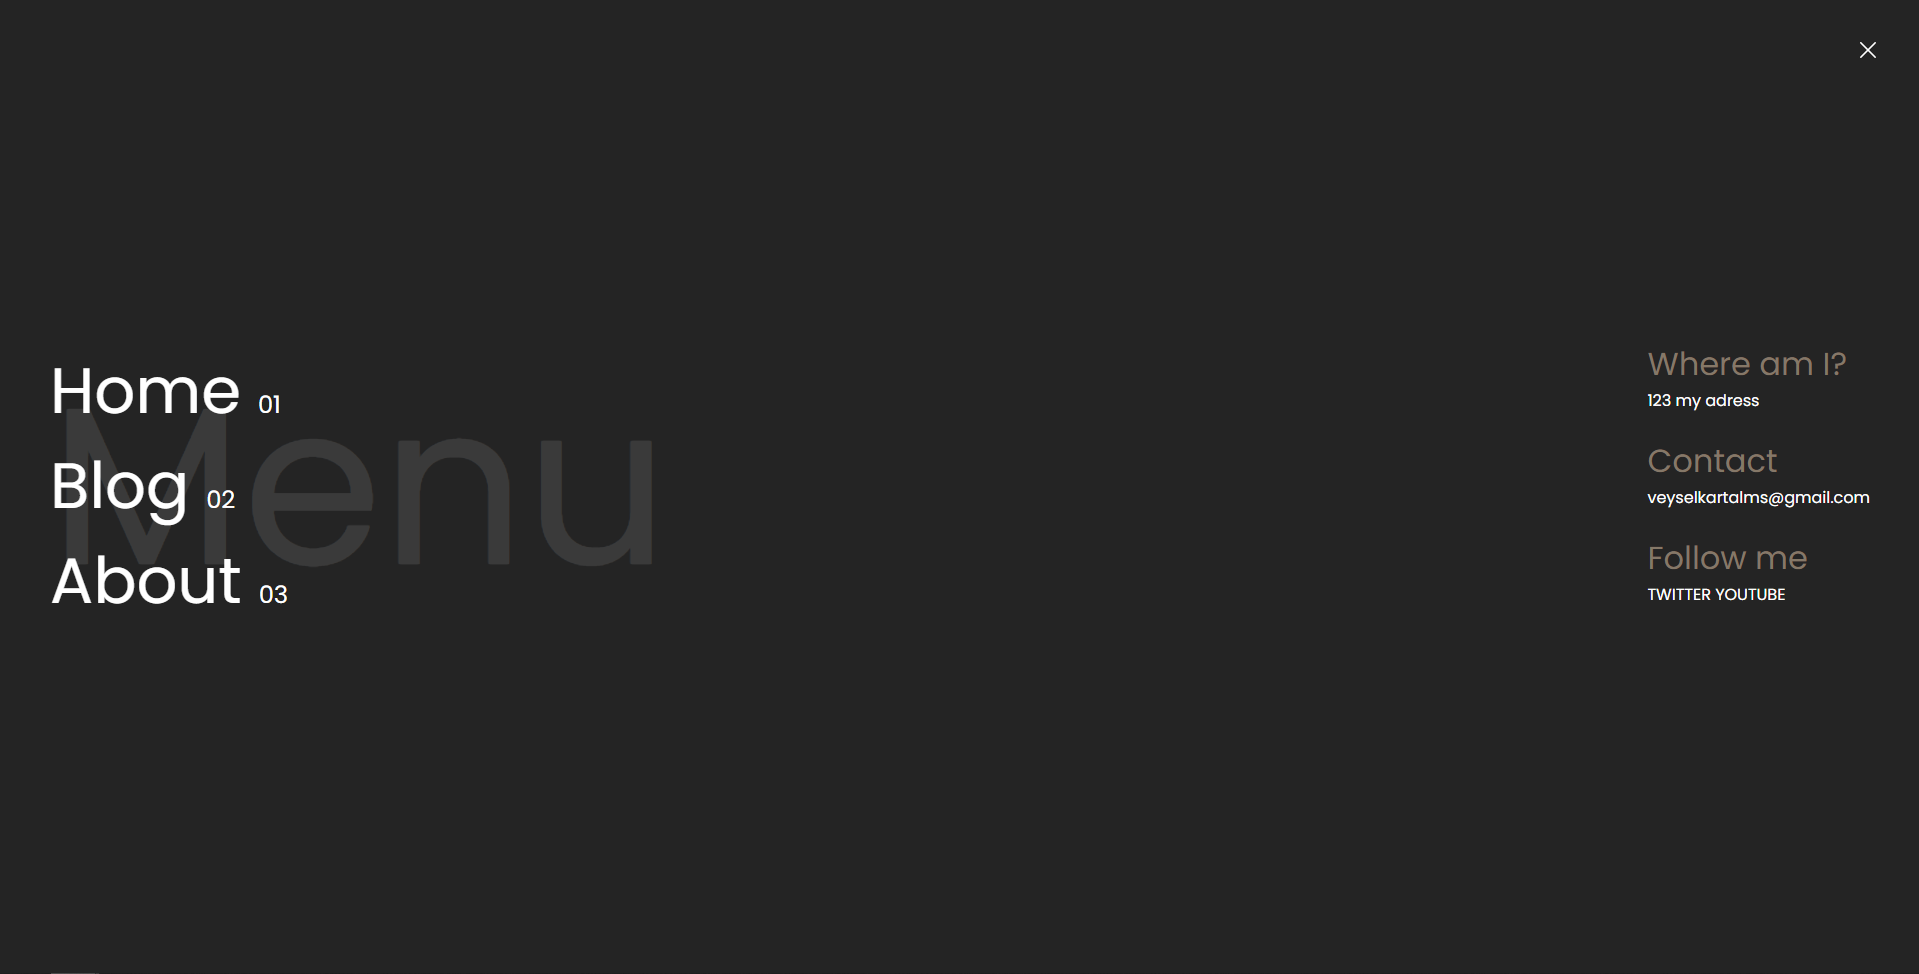 Home 01
Menu
Blog 02
About 03
Where am I?
123 my adress
Contact
veyselkartalms@gmail.com
Follow me
TWITTER YOUTUBE